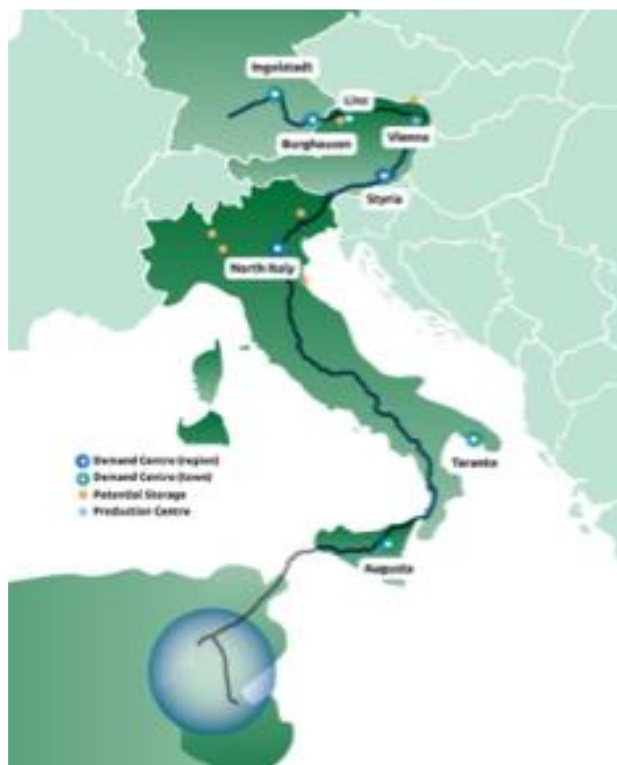 Ingolstadt
Linz
Burghausen
Vienna
Styria
North Italy
Demand Centre (region)
Demand Centre (town)
Potential Storage
Production Centre
Taranto
Augusta